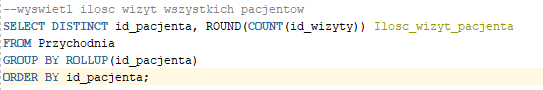 --wyswietl ilosc wizyt wszystkich pacjentow
SELECT DISTINCT id_pacjenta, ROUND(COUNT(id_wizyty)) Ilosc_wizyt_pacjenta
FROM Przychodnia
GROUP BY ROLLUP(id_pacjenta)
ORDER BY id_pacjenta;